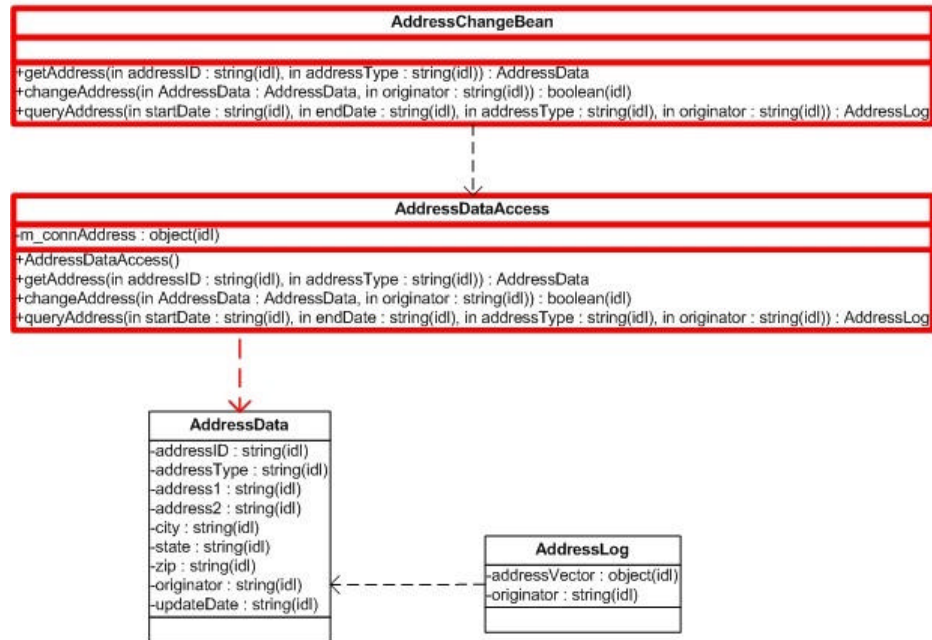 AddressChangeBean
+getAddress(in addressID : string(idl), in addressType : string(idl)) : AddressData
+changeAddress(in AddressData : AddressData, in originator : string(idl)) : boolean(idl)
+queryAddress(in startDate : string(idl), in endDate : string(idl), in addressType : string(idl), in originator : string(idl)) : AddressLog
AddressDataAccess
-m_connAddress : object(idl)
+AddressDataAccess()
+getAddress(in addressID : string(idl), in addressType : string(idl)) : AddressData
+changeAddress(in AddressData : AddressData, in originator : string(idl)) : boolean(idl)
+queryAddress(in startDate : string(idl), in endDate : string(idl), in addressType : string(idl), in originator : string(idl)) : AddressLog
AddressData
-addressID : string(idl)
-addressType : string(idl)
-address1 : string(idl)
-address2 : string(idl)
-city : string(idl)
-state : string(idl)
-zip : string(idl)
-originator : string(idl)
-updateDate : string(idl)
AddressLog
-addressVector : object(idl)
-originator : string(idl)